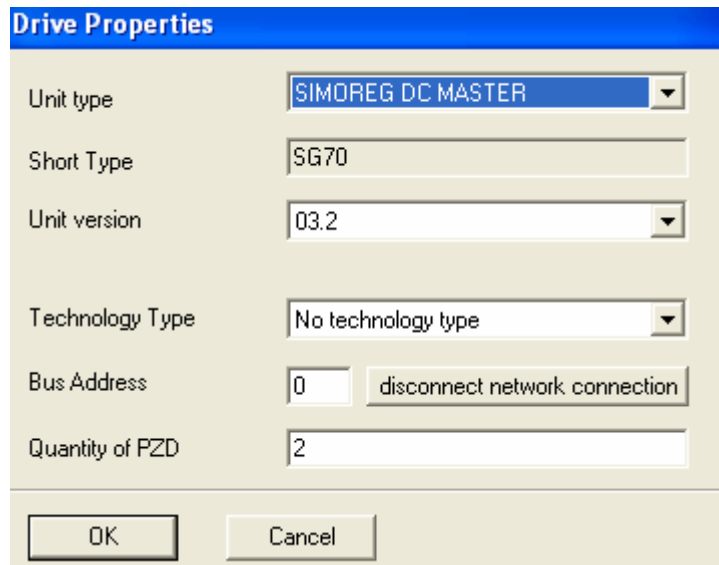 Drive Properties
Unit type SIMOREG DC MASTER
Short Type SG70
Unit version 03.2
Technology Type No technology type
Bus Address 0 disconnect network connection
Quantity of PZD 2
OK Cancel